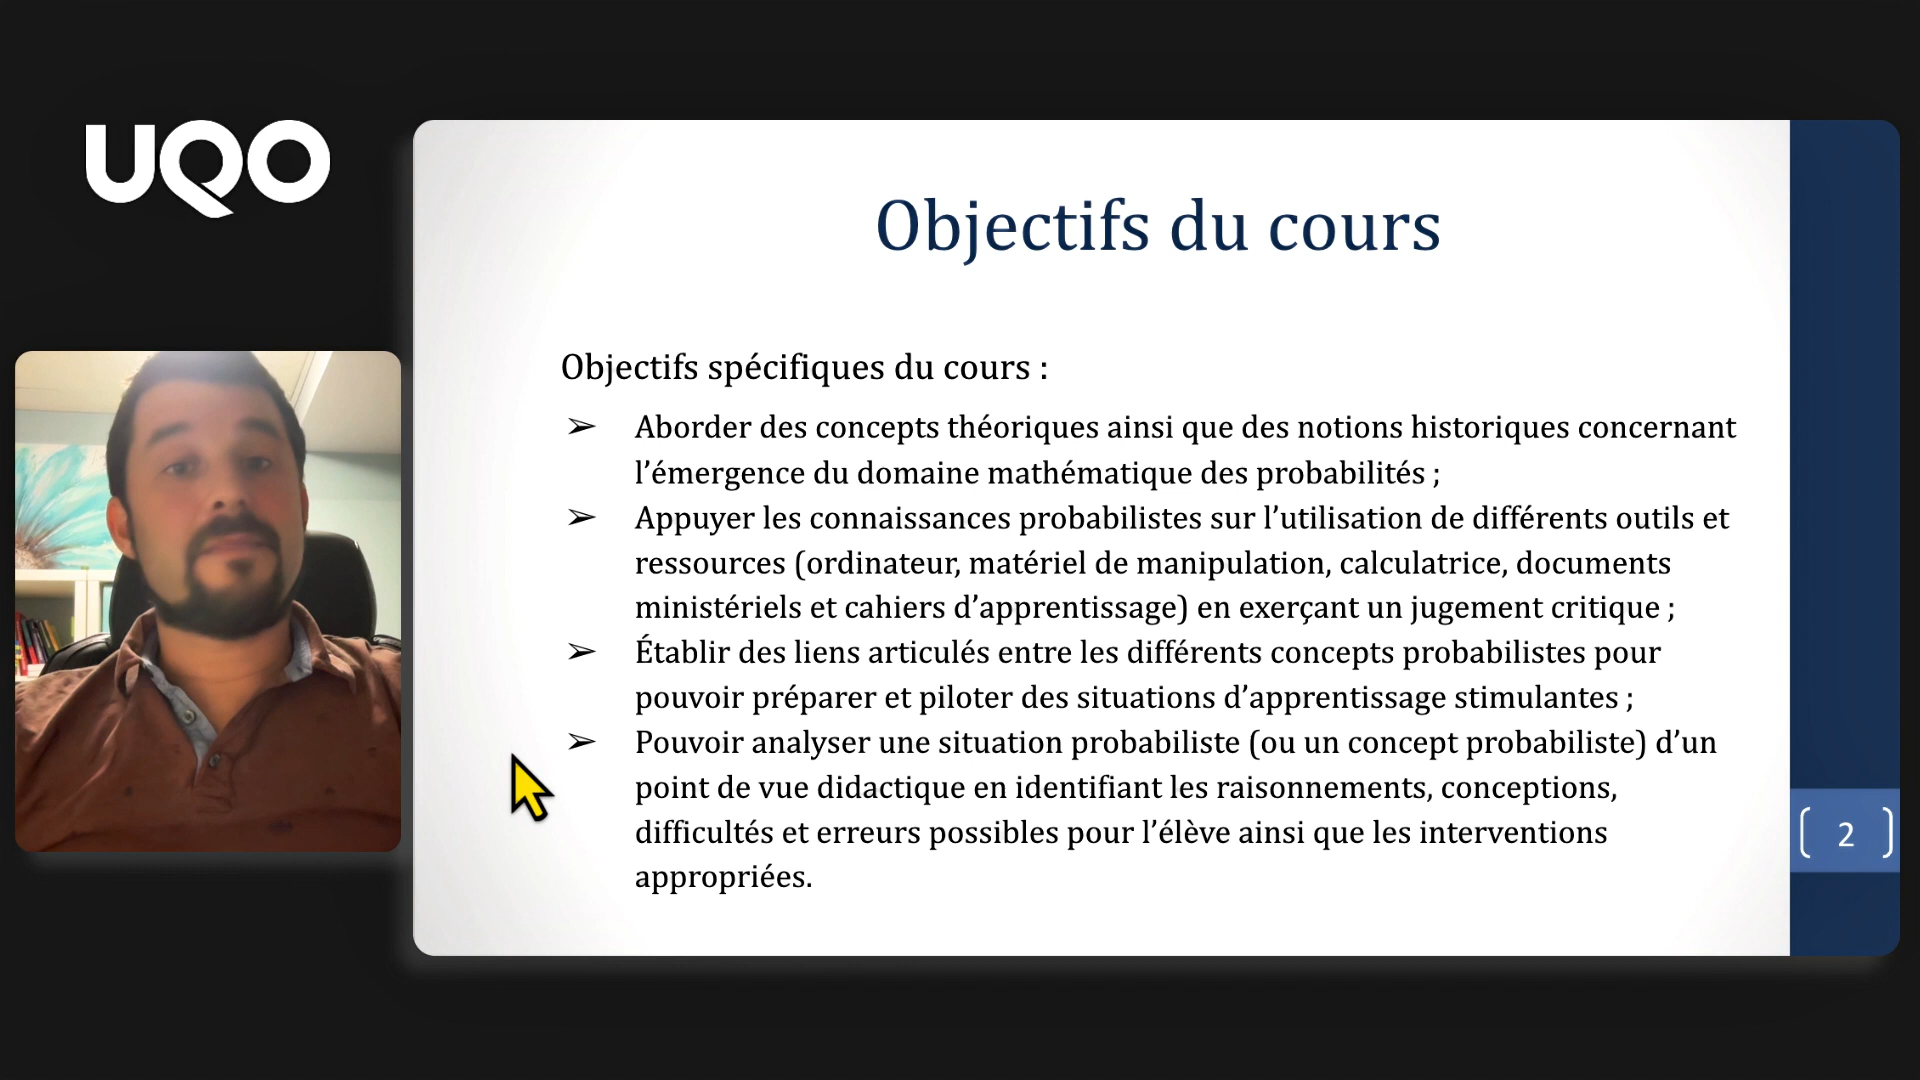 UQO
Objectifs du cours
Objectifs spécifiques du cours :
➢ Aborder des concepts théoriques ainsi que des notions historiques concernant
l’émergence du domaine mathématique des probabilités ;
➢ Appuyer les connaissances probabilistes sur l’utilisation de différents outils et
ressources (ordinateur, matériel de manipulation, calculatrice, documents
ministériels et cahiers d’apprentissage) en exerçant un jugement critique ;
➢ Établir des liens articulés entre les différents concepts probabilistes pour
pouvoir préparer et piloter des situations d’apprentissage stimulantes ;
➢ Pouvoir analyser une situation probabiliste (ou un concept probabiliste) d’un
point de vue didactique en identifiant les raisonnements, conceptions,
difficultés et erreurs possibles pour l’élève ainsi que les interventions
appropriées.
2